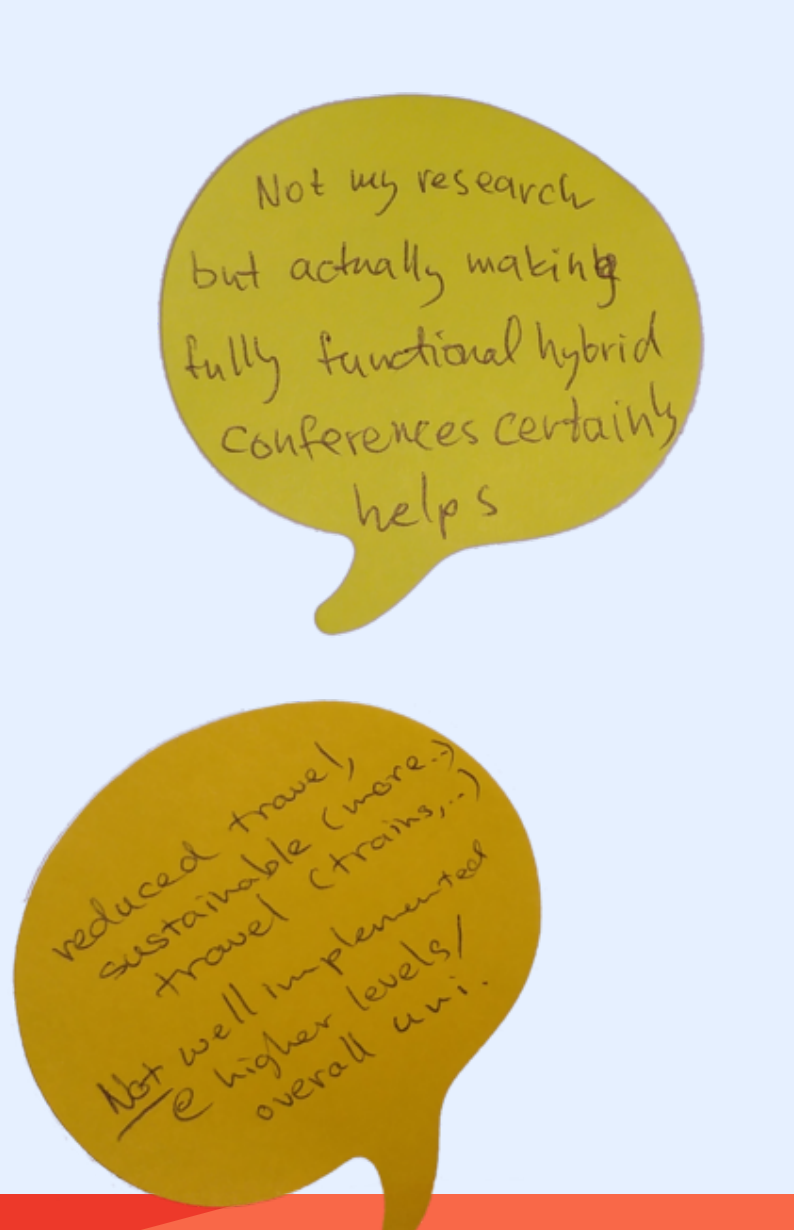 Not my research
but actually making
fully functional hybrid
conferences certainly
helps
reduced travel,
sustainable (more..)
travel (trains,..)
Not well implemented
@ higher levels/
overall uni.